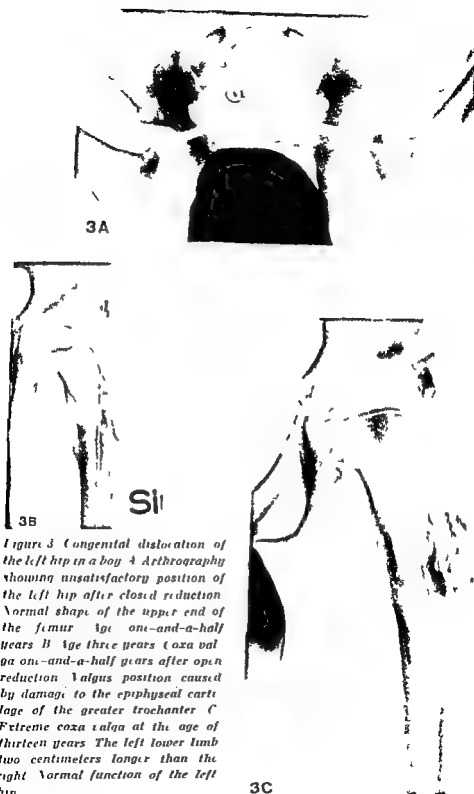 3A
3B
Sii
Figure 3 Congenital dislocation of
the left hip in a boy A Arthrography
showing unsatisfactory position of
the left hip after closed reduction
Normal shape of the upper end of
the femur Age one-and-a-half
years B Age three years Coxa val
ga one-and-a-half years after open
reduction Valgus position caused
by damage to the epiphyseal carti
lage of the greater trochanter C
Extreme coxa valga at the age of
thirteen years The left lower limb
two centimeters longer than the
right Normal function of the left
hip
3C